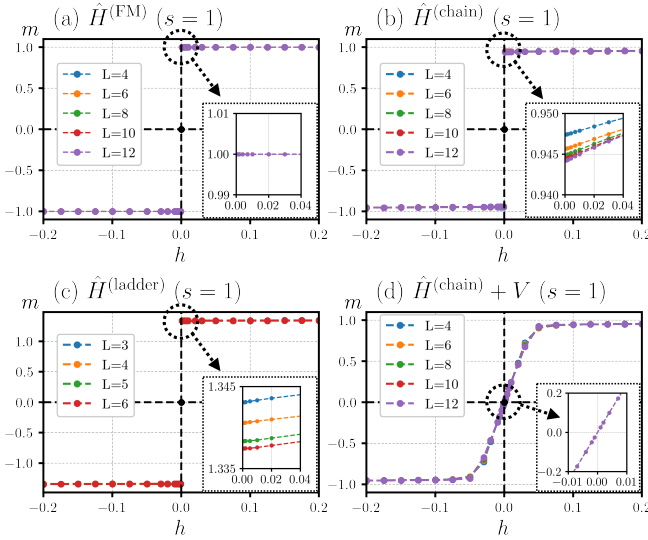 (a) Ĥ^(FM) (s = 1)
m
1.0
0.5
0.0
−0.5
−1.0
L=4
L=6
L=8
L=10
L=12
1.01
1.00
0.99
0.00 0.02 0.04
−0.2 −0.1 0.0 0.1 0.2
h
(b) Ĥ^(chain) (s = 1)
m
1.0
0.5
0.0
−0.5
−1.0
L=4
L=6
L=8
L=10
L=12
0.950
0.945
0.940
0.00 0.02 0.04
−0.2 −0.1 0.0 0.1 0.2
h
(c) Ĥ^(ladder) (s = 1)
m
1.0
0.5
0.0
−0.5
−1.0
L=3
L=4
L=5
L=6
1.345
1.335
0.00 0.02 0.04
−0.2 −0.1 0.0 0.1 0.2
h
(d) Ĥ^(chain) + V (s = 1)
m
1.0
0.5
0.0
−0.5
−1.0
L=4
L=6
L=8
L=10
L=12
0.2
0.0
−0.2
−0.01 0.00 0.01
−0.2 −0.1 0.0 0.1 0.2
h